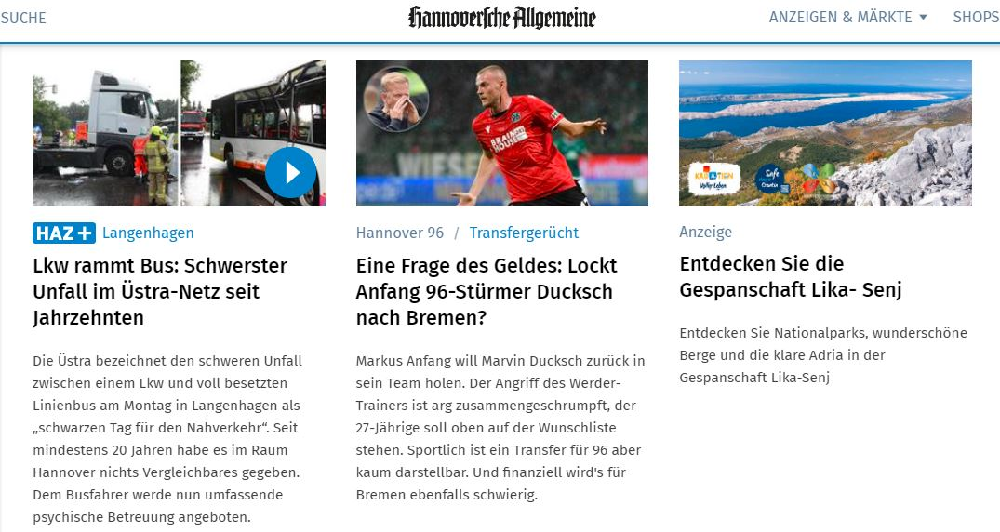 SUCHE
Hannoversche Allgemeine
ANZEIGEN & MÄRKTE
SHOPS
HAZ+ Langenhagen
Lkw rammt Bus: Schwerster
Unfall im Üstra-Netz seit
Jahrzehnten
Die Üstra bezeichnet den schweren Unfall
zwischen einem Lkw und voll besetzten
Linienbus am Montag in Langenhagen als
„schwarzen Tag für den Nahverkehr“. Seit
mindestens 20 Jahren habe es im Raum
Hannover nichts Vergleichbares gegeben.
Dem Busfahrer werde nun umfassende
psychische Betreuung angeboten.
WIESE
BRAIN
HOUSE
Hannover 96 / Transfergerücht
Eine Frage des Geldes: Lockt
Anfang 96-Stürmer Ducksch
nach Bremen?
Markus Anfang will Marvin Ducksch zurück in
sein Team holen. Der Angriff des Werder-
Trainers ist arg zusammengeschrumpft, der
27-Jährige soll oben auf der Wunschliste
stehen. Sportlich ist ein Transfer für 96 aber
kaum darstellbar. Und finanziell wird's für
Bremen ebenfalls schwierig.
KROATIEN
Voller Leben
Safe
Croatia
Anzeige
Entdecken Sie die
Gespanschaft Lika- Senj
Entdecken Sie Nationalparks, wunderschöne
Berge und die klare Adria in der
Gespanschaft Lika-Senj